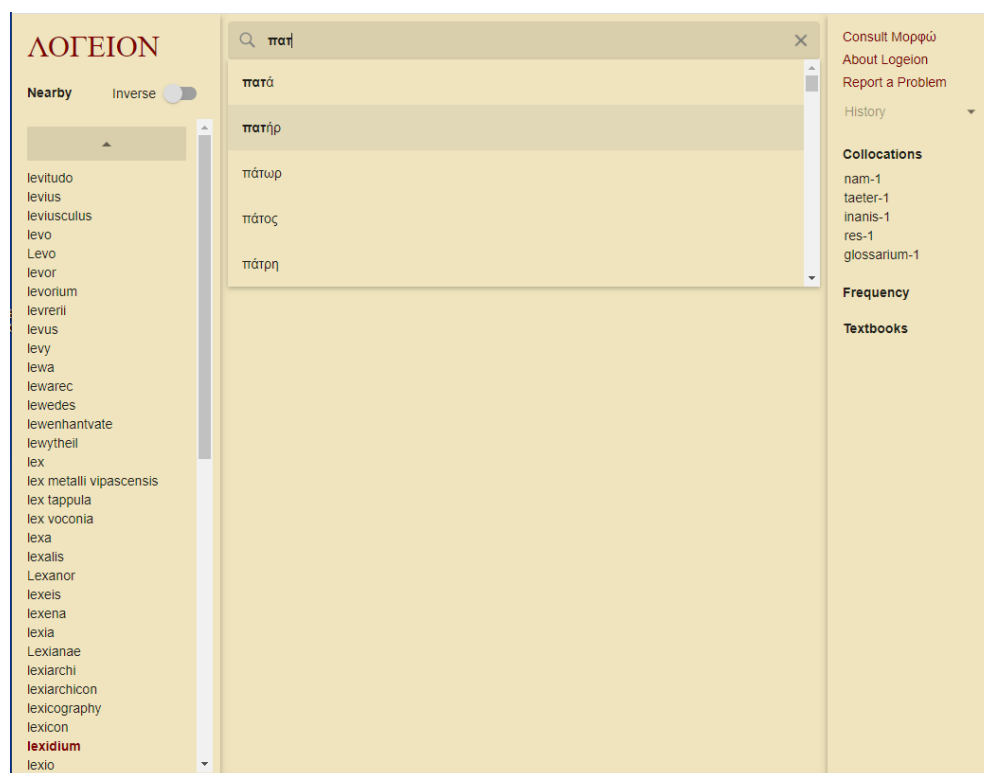 ΛΟΓΕΙΟΝ
Nearby Inverse
levitudo
levius
leviusculus
levo
Levo
levor
levorium
levrerii
levus
levy
lewa
lewarec
lewedes
lewenhantvate
lewytheil
lex
lex metalli vipascensis
lex tappula
lex voconia
lexa
lexalis
Lexanor
lexeis
lexena
lexia
Lexianae
lexiarchi
lexiarchicon
lexicography
lexicon
lexidium
lexio
πατ
πατά
πατήρ
πάτωρ
πάτος
πάτρη
Consult Μορφώ
About Logeion
Report a Problem
History
Collocations
nam-1
taeter-1
inanis-1
res-1
glossarium-1
Frequency
Textbooks